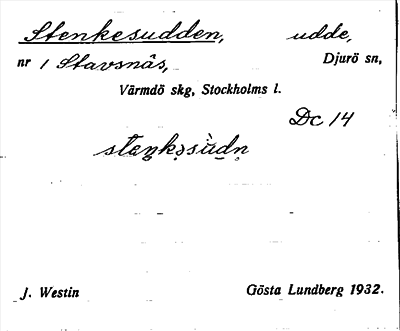 Stenkesudden, udde,
nr 1 Stavsnäs, Djurö sn,
Värmdö skg, Stockholms l.
Dc 14
J. Westin Gösta Lundberg 1932.